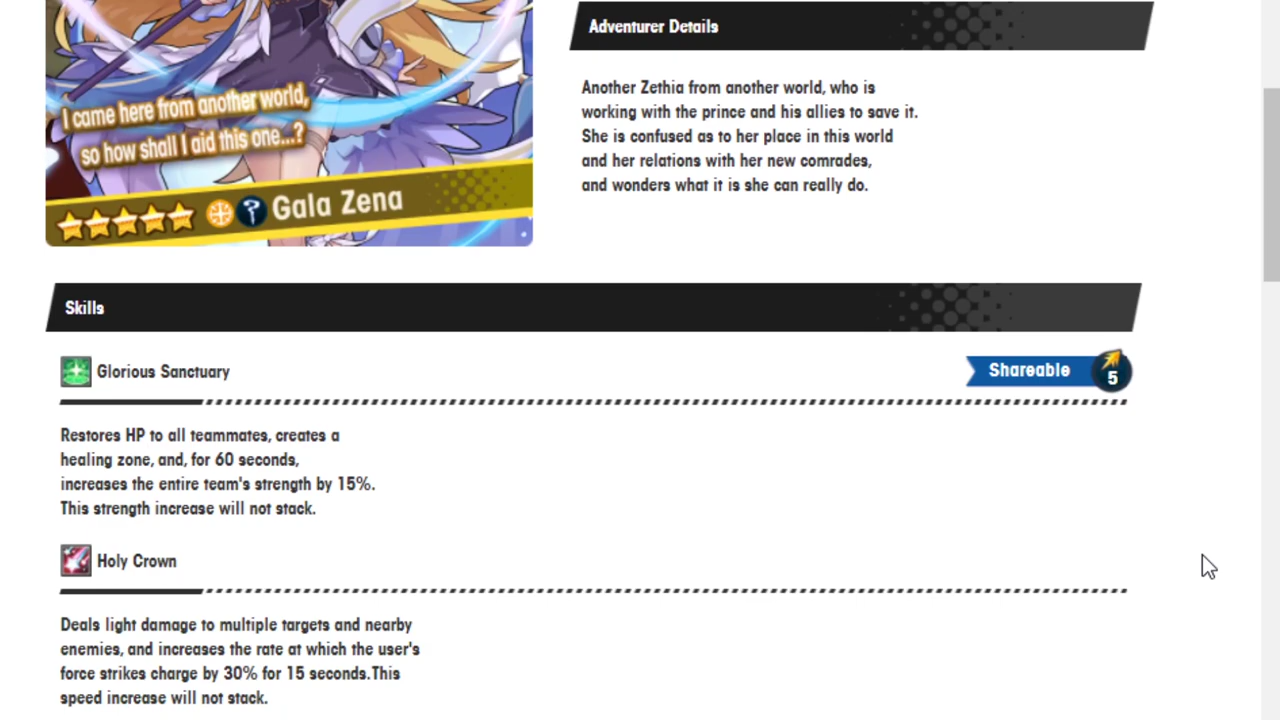 I came here from another world,
so how shall I aid this one...?
Gala Zena
Adventurer Details
Another Zethia from another world, who is
working with the prince and his allies to save it.
She is confused as to her place in this world
and her relations with her new comrades,
and wonders what it is she can really do.
Skills
Glorious Sanctuary
Shareable 5
Restores HP to all teammates, creates a
healing zone, and, for 60 seconds,
increases the entire team's strength by 15%.
This strength increase will not stack.
Holy Crown
Deals light damage to multiple targets and nearby
enemies, and increases the rate at which the user's
force strikes charge by 30% for 15 seconds.This
speed increase will not stack.